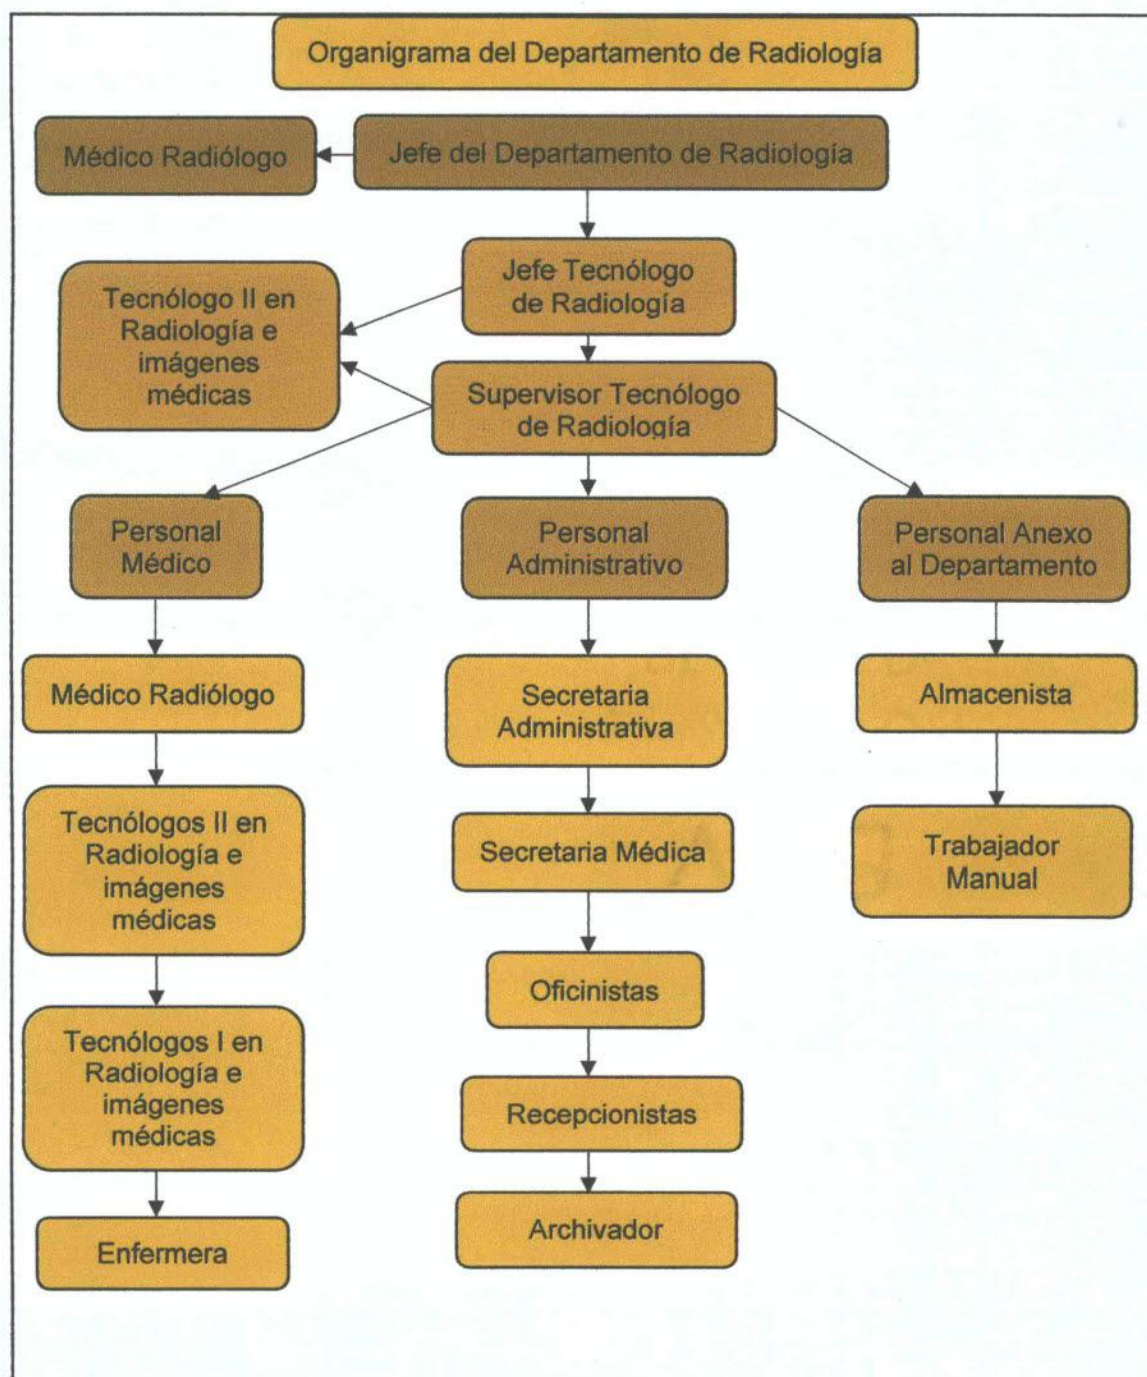 Organigrama del Departamento de Radiología
Médico Radiólogo
Jefe del Departamento de Radiología
Jefe Tecnólogo
de Radiología
Tecnólogo II en
Radiología e
imágenes
médicas
Supervisor Tecnólogo
de Radiología
Personal
Médico
Personal
Administrativo
Personal Anexo
al Departamento
Médico Radiólogo
Secretaria
Administrativa
Almacenista
Tecnólogos II en
Radiología e
imágenes
médicas
Secretaria Médica
Trabajador
Manual
Oficinistas
Tecnólogos I en
Radiología e
imágenes
médicas
Recepcionistas
Enfermera
Archivador